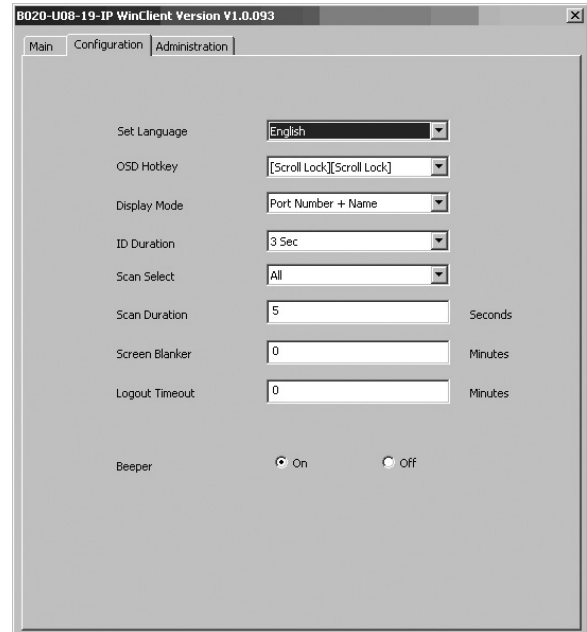 B020-U08-19-IP WinClient Version V1.0.093
Main Configuration Administration
Set Language English
OSD Hotkey [Scroll Lock][Scroll Lock]
Display Mode Port Number + Name
ID Duration 3 Sec
Scan Select All
Scan Duration 5 Seconds
Screen Blanker 0 Minutes
Logout Timeout 0 Minutes
Beeper On Off